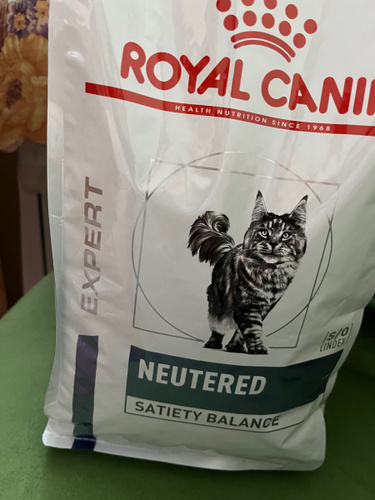 ROYAL CANI
HEALTH NUTRITION SINCE 1968
EXPERT
S/O
INDEX
NEUTERED
SATIETY BALANCE